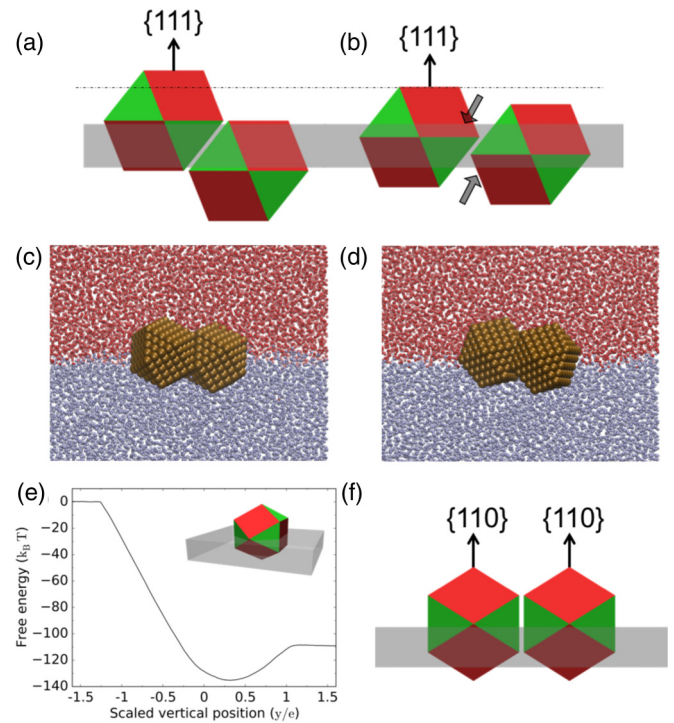 (a)
{111}
(b)
{111}
(c)
(d)
(e)
Free energy (k_B T)
0
−20
−40
−60
−80
−100
−120
−140
-1.5
-1
-0.5
0
0.5
1
1.5
Scaled vertical position (y/e)
(f)
{110}
{110}